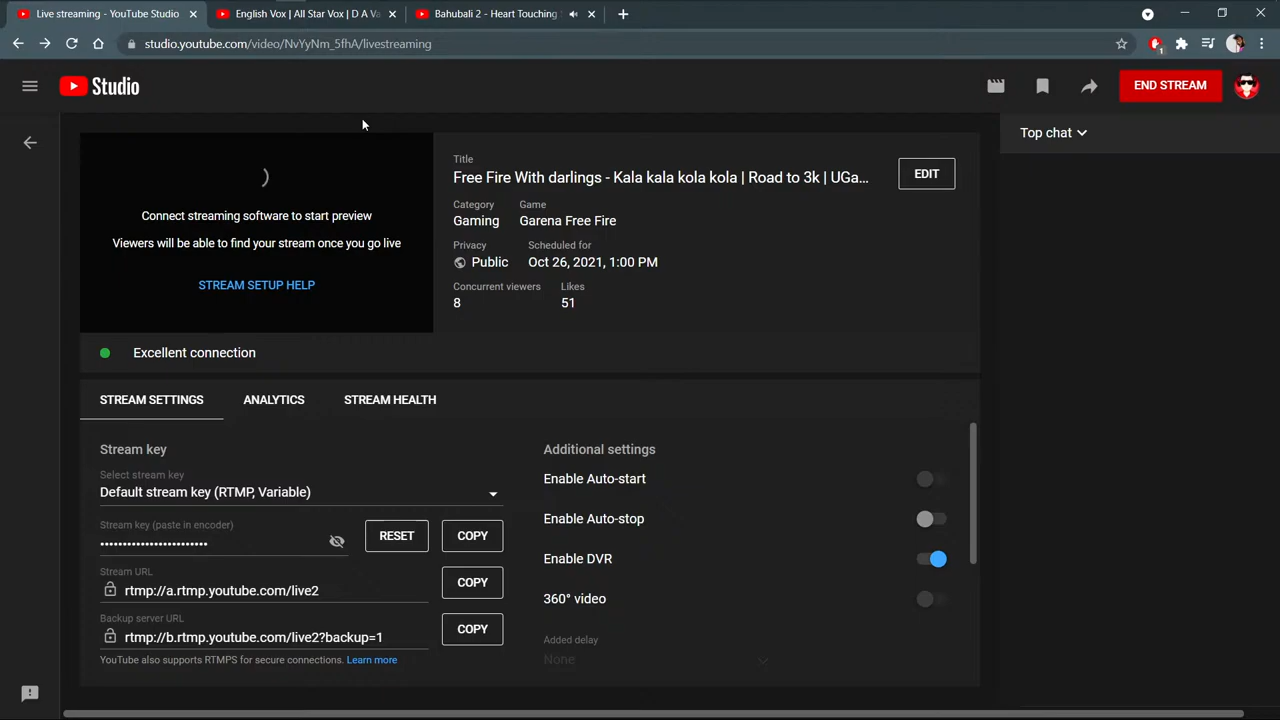 Live streaming - YouTube Studio
English Vox | All Star Vox | D A Va
Bahubali 2 - Heart Touching
studio.youtube.com/video/NvYyNm_5fhA/livestreaming
1
Studio
END STREAM
Top chat
Connect streaming software to start preview
Viewers will be able to find your stream once you go live
STREAM SETUP HELP
Title
Free Fire With darlings - Kala kala kola kola | Road to 3k | UGa...
EDIT
Category Game
Gaming Garena Free Fire
Privacy Scheduled for
Public Oct 26, 2021, 1:00 PM
Concurrent viewers Likes
8 51
Excellent connection
STREAM SETTINGS ANALYTICS STREAM HEALTH
Stream key
Select stream key
Default stream key (RTMP, Variable)
Stream key (paste in encoder)
••••••••••••••••••••••••
RESET COPY
Stream URL
rtmp://a.rtmp.youtube.com/live2
COPY
Backup server URL
rtmp://b.rtmp.youtube.com/live2?backup=1
COPY
YouTube also supports RTMPS for secure connections. Learn more
Additional settings
Enable Auto-start
Enable Auto-stop
Enable DVR
360° video
Added delay
None